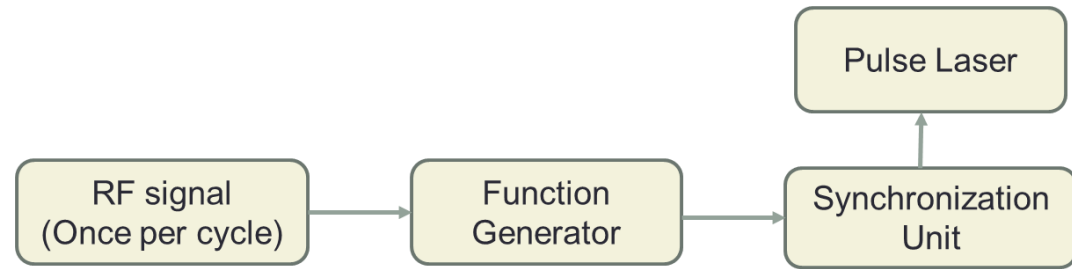 Pulse Laser
RF signal
(Once per cycle)
Function
Generator
Synchronization
Unit